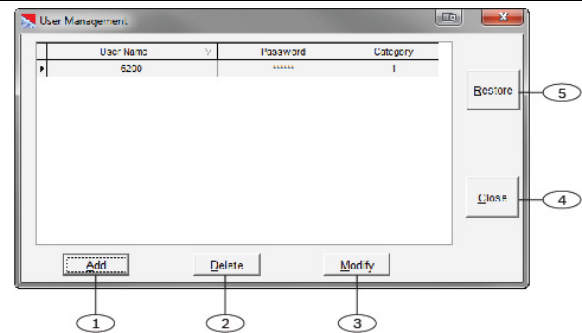 User Management
User Name Password Category
6200 ****** 1
Restore
5
Close
4
Add Delete Modify
1 2 3